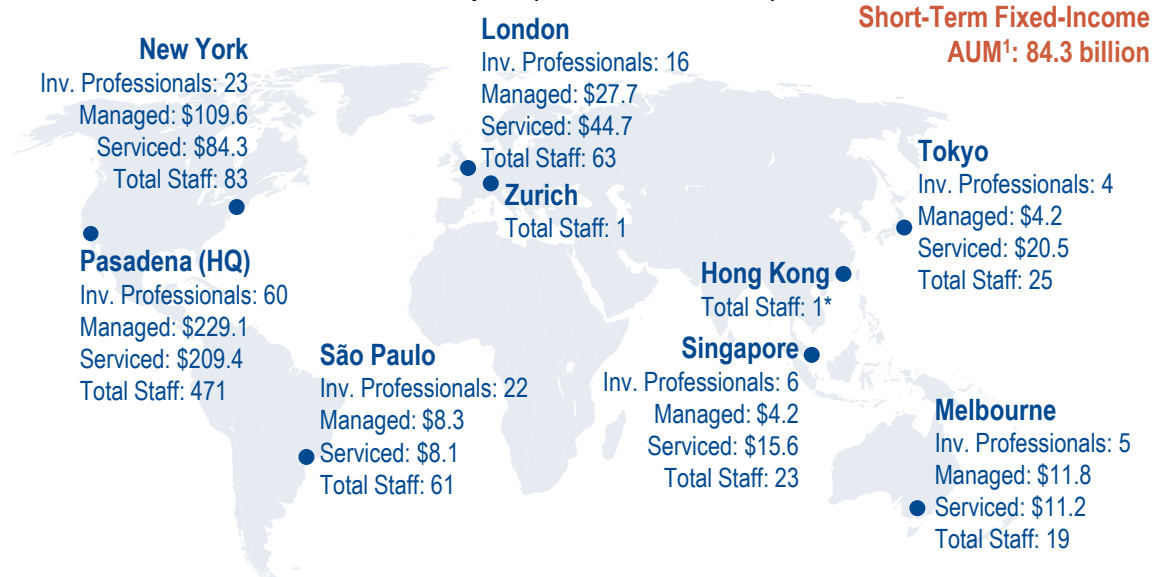 Short-Term Fixed-Income
AUM¹: 84.3 billion
New York
Inv. Professionals: 23
Managed: $109.6
Serviced: $84.3
Total Staff: 83
London
Inv. Professionals: 16
Managed: $27.7
Serviced: $44.7
Total Staff: 63
Zurich
Total Staff: 1
Tokyo
Inv. Professionals: 4
Managed: $4.2
Serviced: $20.5
Total Staff: 25
Pasadena (HQ)
Inv. Professionals: 60
Managed: $229.1
Serviced: $209.4
Total Staff: 471
Hong Kong
Total Staff: 1*
São Paulo
Inv. Professionals: 22
Managed: $8.3
Serviced: $8.1
Total Staff: 61
Singapore
Inv. Professionals: 6
Managed: $4.2
Serviced: $15.6
Total Staff: 23
Melbourne
Inv. Professionals: 5
Managed: $11.8
Serviced: $11.2
Total Staff: 19